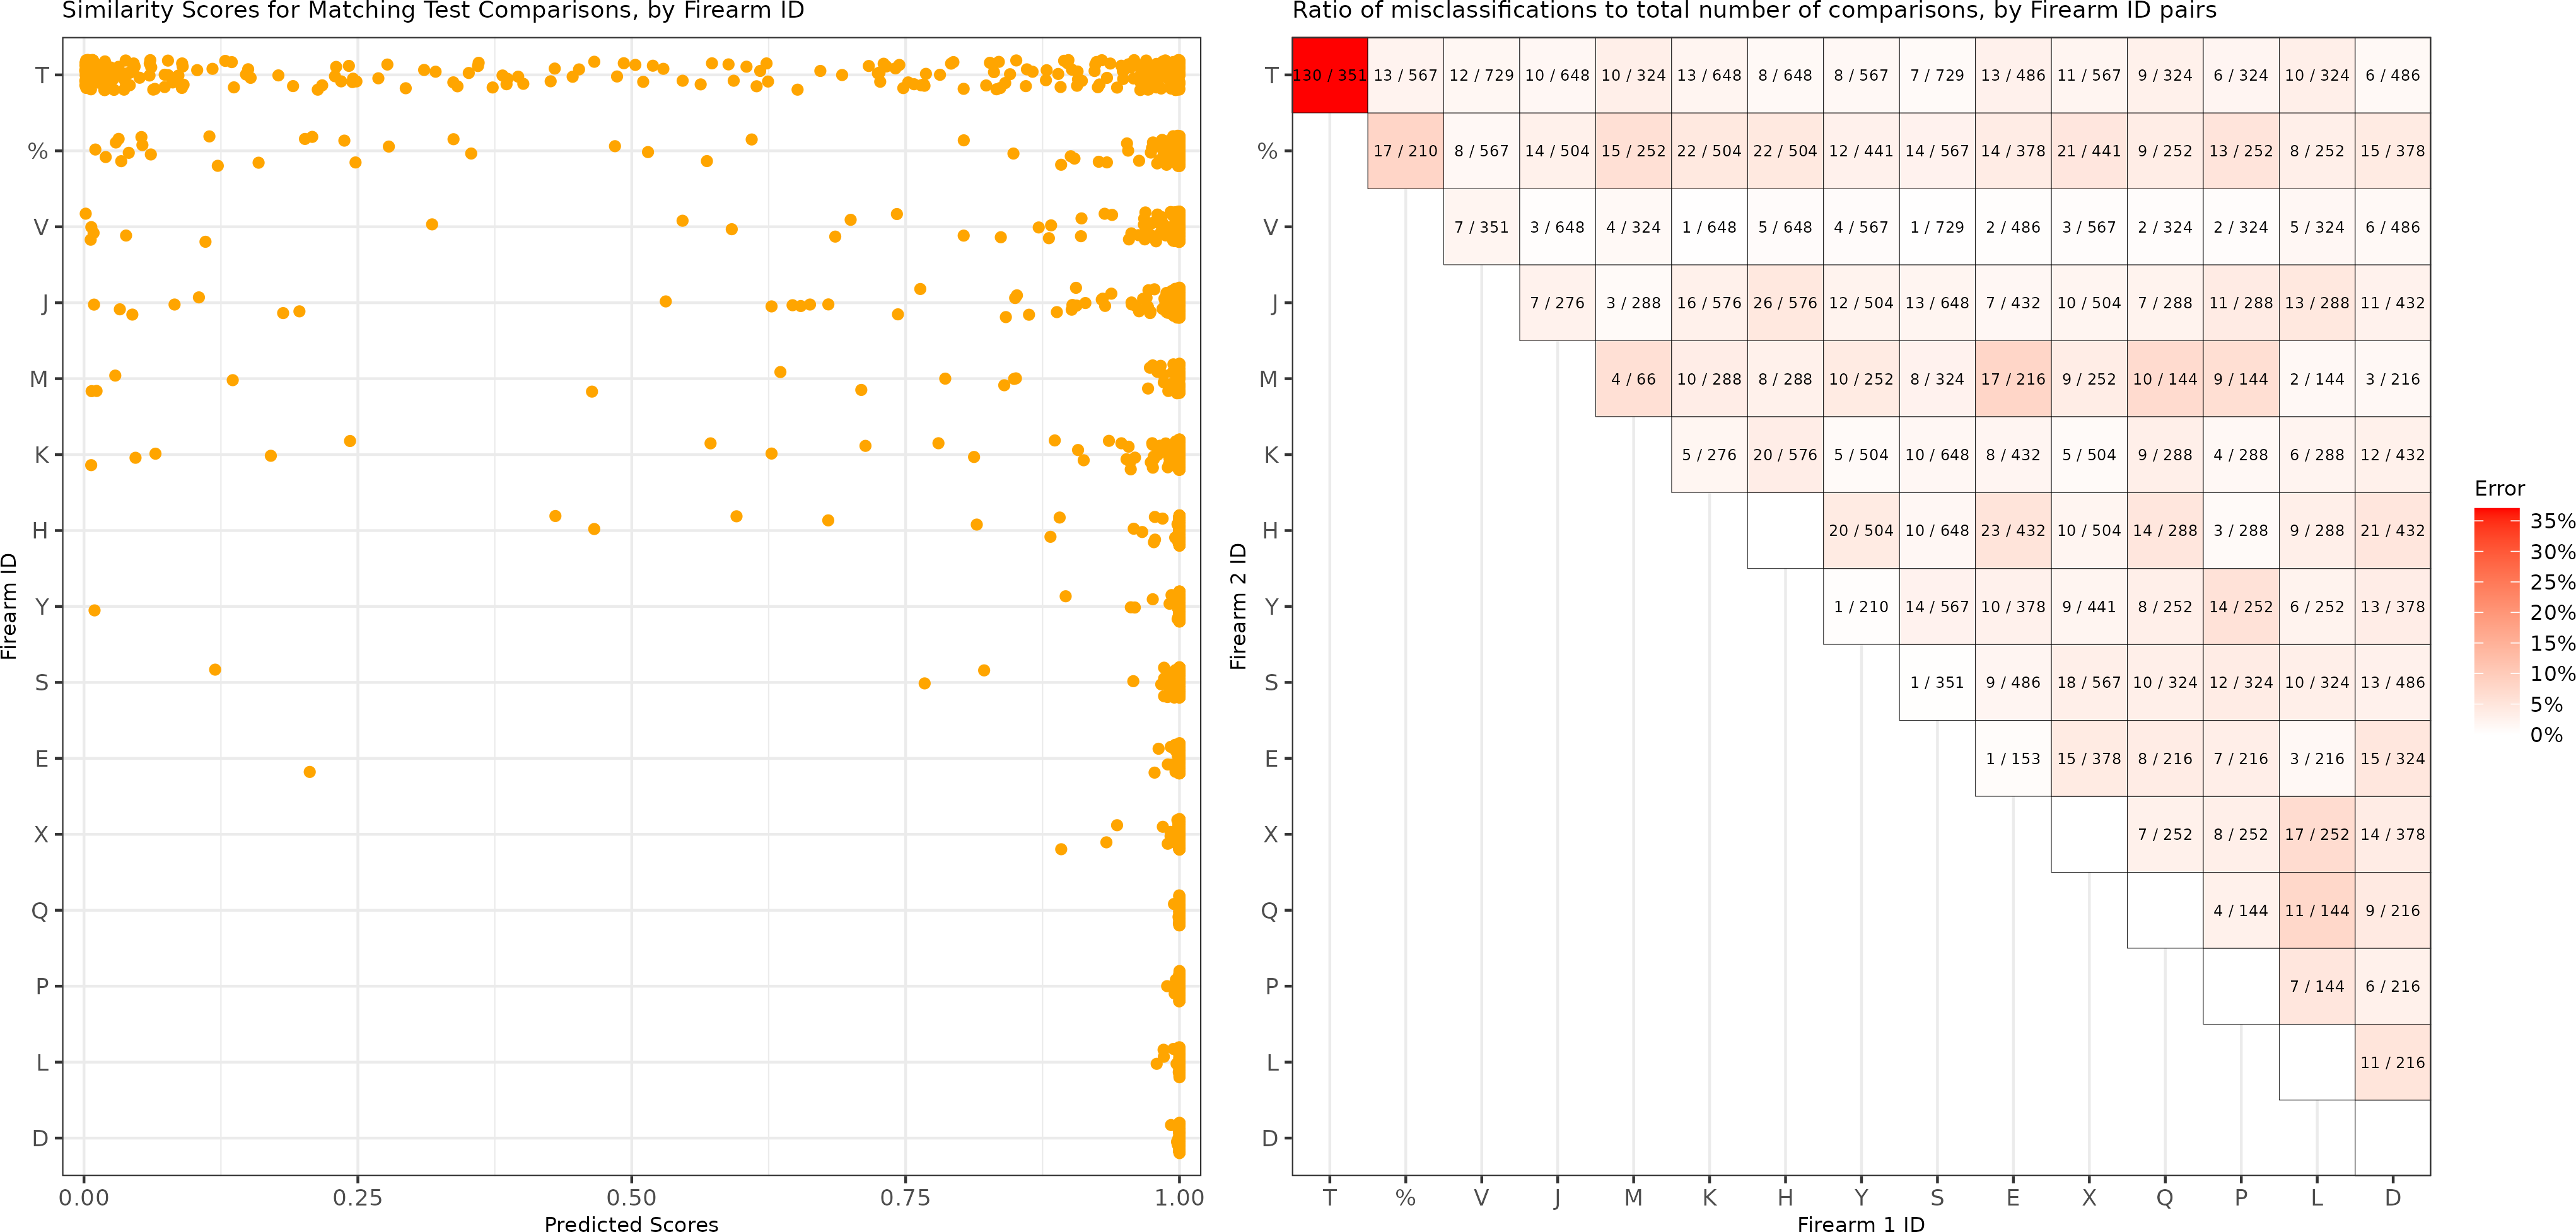 Similarity Scores for Matching Test Comparisons, by Firearm ID
Firearm ID
T
%
V
J
M
K
H
Y
S
E
X
Q
P
L
D
0.00 0.25 0.50 0.75 1.00
Predicted Scores
Ratio of misclassifications to total number of comparisons, by Firearm ID pairs
Firearm 2 ID
T 130 / 351 13 / 567 12 / 729 10 / 648 10 / 324 13 / 648 8 / 648 8 / 567 7 / 729 13 / 486 11 / 567 9 / 324 6 / 324 10 / 324 6 / 486
% 17 / 210 8 / 567 14 / 504 15 / 252 22 / 504 22 / 504 12 / 441 14 / 567 14 / 378 21 / 441 9 / 252 13 / 252 8 / 252 15 / 378
V 7 / 351 3 / 648 4 / 324 1 / 648 5 / 648 4 / 567 1 / 729 2 / 486 3 / 567 2 / 324 2 / 324 5 / 324 6 / 486
J 7 / 276 3 / 288 16 / 576 26 / 576 12 / 504 13 / 648 7 / 432 10 / 504 7 / 288 11 / 288 13 / 288 11 / 432
M 4 / 66 10 / 288 8 / 288 10 / 252 8 / 324 17 / 216 9 / 252 10 / 144 9 / 144 2 / 144 3 / 216
K 5 / 276 20 / 576 5 / 504 10 / 648 8 / 432 5 / 504 9 / 288 4 / 288 6 / 288 12 / 432
H 20 / 504 10 / 648 23 / 432 10 / 504 14 / 288 3 / 288 9 / 288 21 / 432
Y 1 / 210 14 / 567 10 / 378 9 / 441 8 / 252 14 / 252 6 / 252 13 / 378
S 1 / 351 9 / 486 18 / 567 10 / 324 12 / 324 10 / 324 13 / 486
E 1 / 153 15 / 378 8 / 216 7 / 216 3 / 216 15 / 324
X 7 / 252 8 / 252 17 / 252 14 / 378
Q 4 / 144 11 / 144 9 / 216
P 7 / 144 6 / 216
L 11 / 216
D
T % V J M K H Y S E X Q P L D
Firearm 1 ID
Error
35%
30%
25%
20%
15%
10%
5%
0%